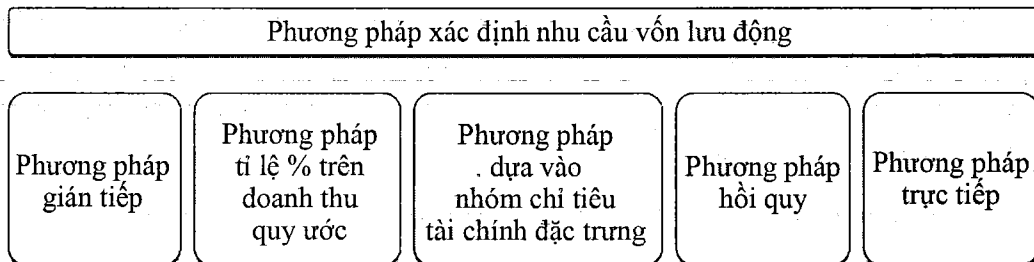 Phương pháp xác định nhu cầu vốn lưu động
Phương pháp
gián tiếp
Phương pháp
tỉ lệ % trên
doanh thu
quy ước
Phương pháp
dựa vào
nhóm chỉ tiêu
tài chính đặc trưng
Phương pháp
hồi quy
Phương pháp
trực tiếp